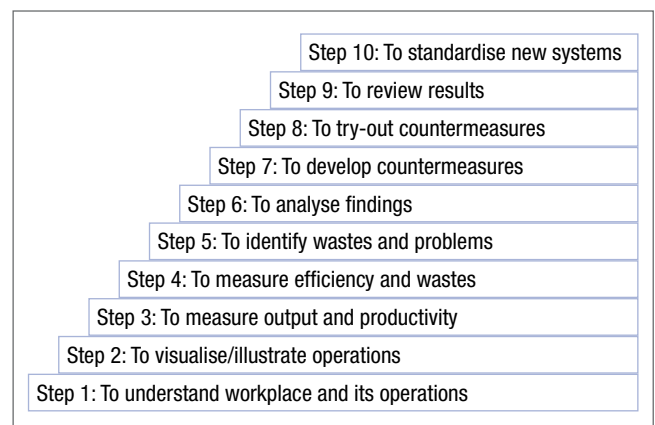 Step 10: To standardise new systems
Step 9: To review results
Step 8: To try-out countermeasures
Step 7: To develop countermeasures
Step 6: To analyse findings
Step 5: To identify wastes and problems
Step 4: To measure efficiency and wastes
Step 3: To measure output and productivity
Step 2: To visualise/illustrate operations
Step 1: To understand workplace and its operations